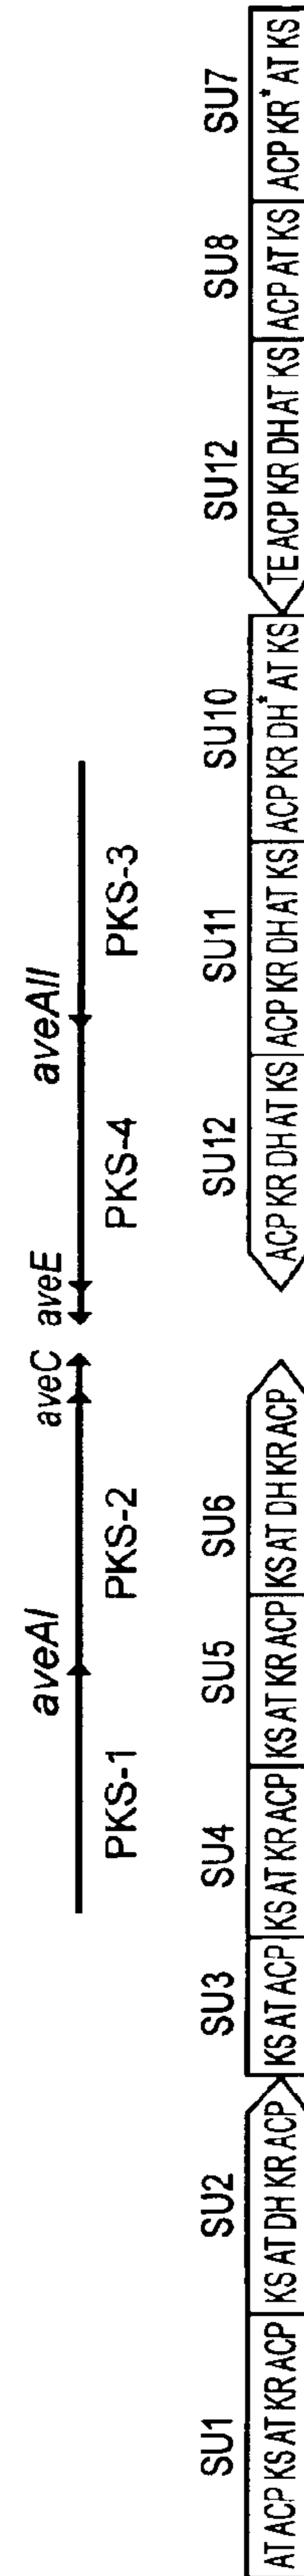 aveAI aveC aveE aveAII
PKS-1 PKS-2 PKS-4 PKS-3
SU1 SU2 SU3 SU4 SU5 SU6 SU12 SU11 SU10 SU12 SU8 SU7
AT ACP KS AT KR ACP KS AT DH KR ACP KS AT ACP KS AT KR ACP KS AT KR ACP KS AT DH KR ACP ACP KR DH AT KS ACP KR DH AT KS ACP KR DH* AT KS TE ACP KR DH AT KS ACP AT KS ACP KR* AT KS